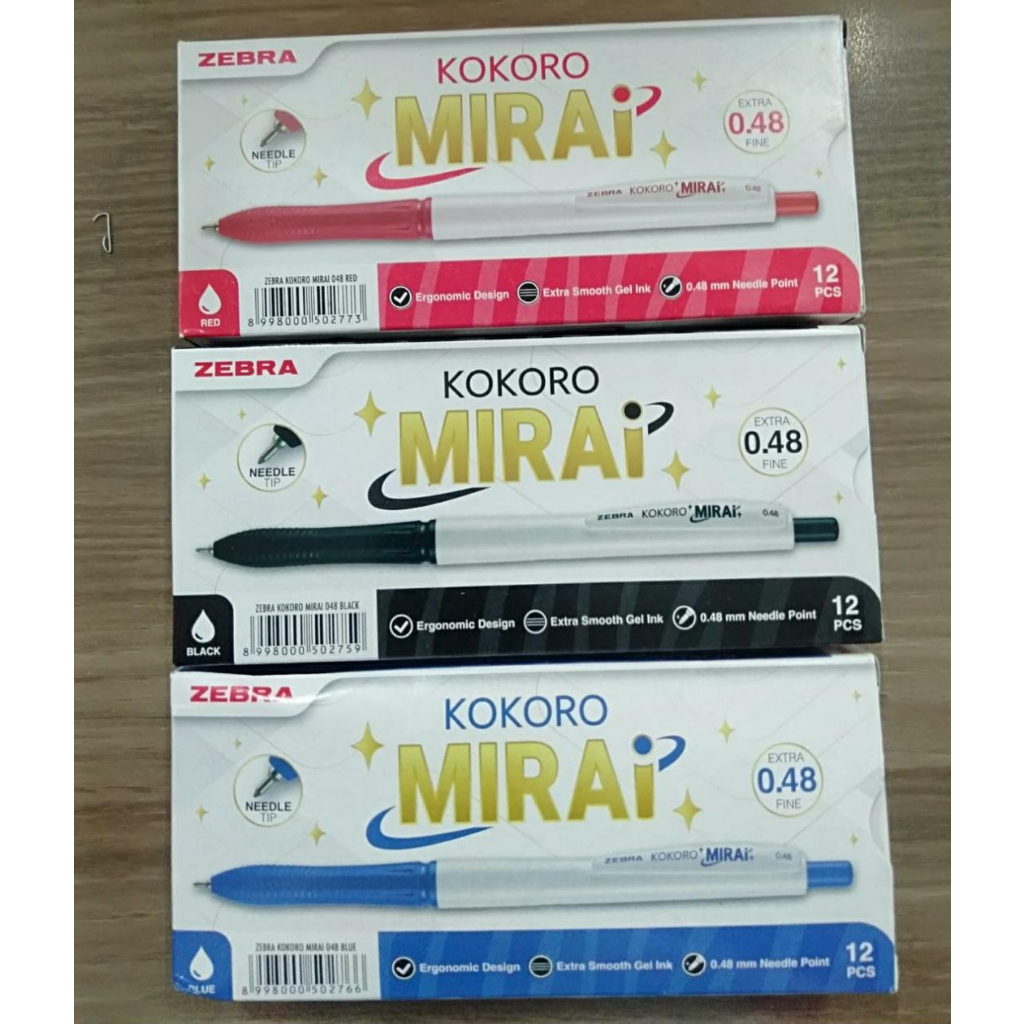 ZEBRA
KOKORO
MIRAi
NEEDLE
TIP
EXTRA
0.48
FINE
ZEBRA KOKORO MIRAi 0.48
RED
ZEBRA KOKORO MIRAI 048 RED
8 998000 502773
Ergonomic Design
Extra Smooth Gel Ink
0.48 mm Needle Point
12
PCS
ZEBRA
KOKORO
MIRAi
NEEDLE
TIP
EXTRA
0.48
FINE
ZEBRA KOKORO MIRAi 0.48
BLACK
ZEBRA KOKORO MIRAI 048 BLACK
8 998000 502759
Ergonomic Design
Extra Smooth Gel Ink
0.48 mm Needle Point
12
PCS
ZEBRA
KOKORO
MIRAi
NEEDLE
TIP
EXTRA
0.48
FINE
ZEBRA KOKORO MIRAi 0.48
BLUE
ZEBRA KOKORO MIRAI 048 BLUE
8 998000 502766
Ergonomic Design
Extra Smooth Gel Ink
0.48 mm Needle Point
12
PCS